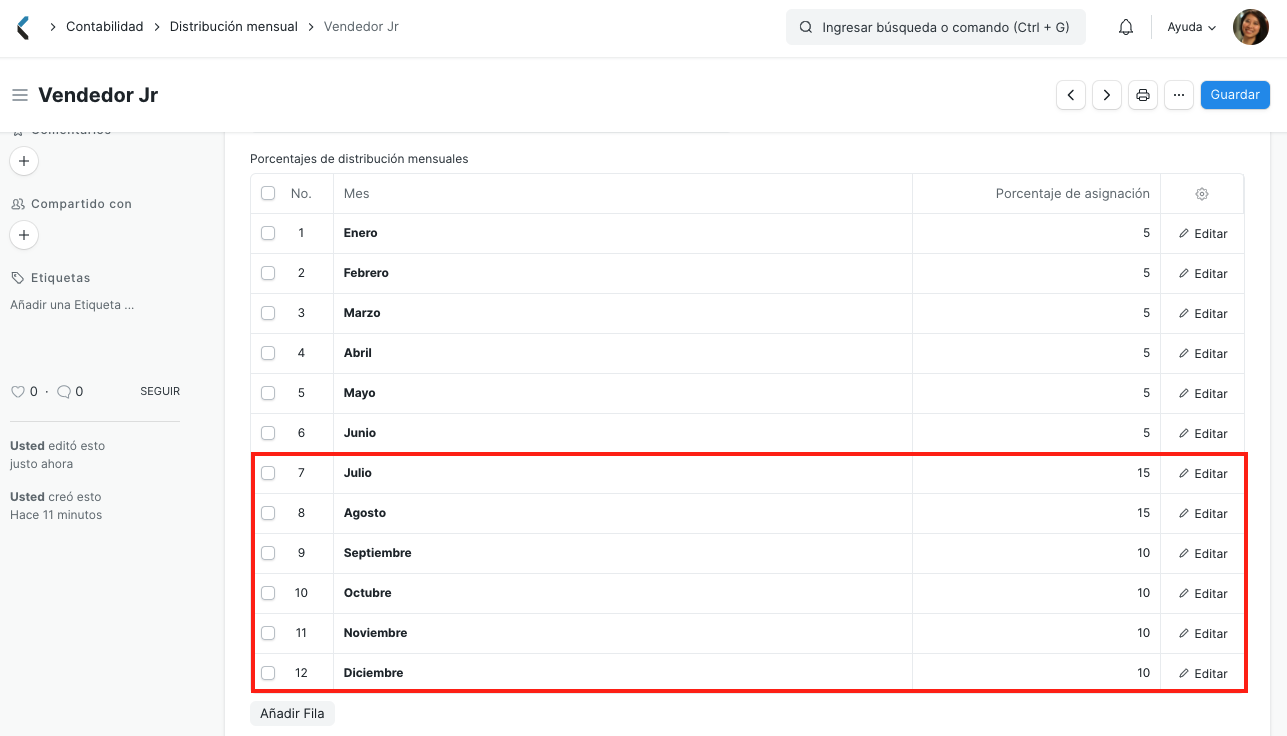 Contabilidad > Distribución mensual > Vendedor Jr
Ingresar búsqueda o comando (Ctrl + G)
Ayuda
Vendedor Jr
Guardar
Comentarios
Compartido con
Etiquetas
Añadir una Etiqueta ...
0 · 0 SEGUIR
Usted editó esto
justo ahora
Usted creó esto
Hace 11 minutos
Porcentajes de distribución mensuales
No. Mes Porcentaje de asignación
1 Enero 5 Editar
2 Febrero 5 Editar
3 Marzo 5 Editar
4 Abril 5 Editar
5 Mayo 5 Editar
6 Junio 5 Editar
7 Julio 15 Editar
8 Agosto 15 Editar
9 Septiembre 10 Editar
10 Octubre 10 Editar
11 Noviembre 10 Editar
12 Diciembre 10 Editar
Añadir Fila